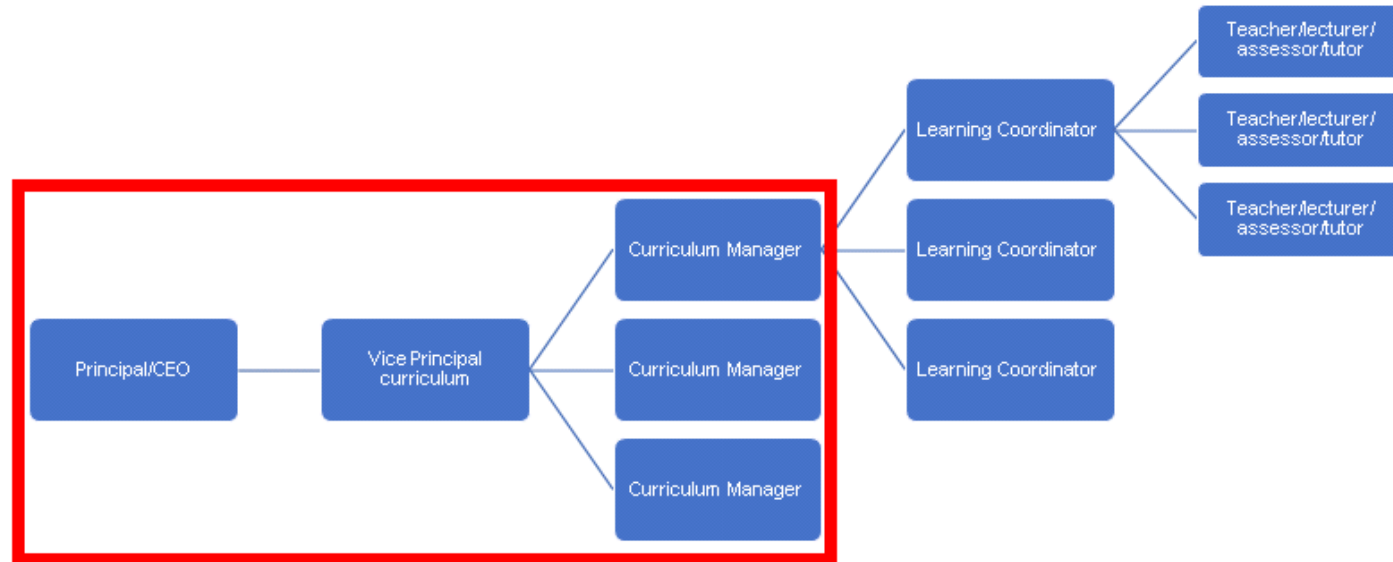 Principal/CEO
Vice Principal
curriculum
Curriculum Manager
Curriculum Manager
Curriculum Manager
Learning Coordinator
Learning Coordinator
Learning Coordinator
Teacher/lecturer/
assessor/tutor
Teacher/lecturer/
assessor/tutor
Teacher/lecturer/
assessor/tutor